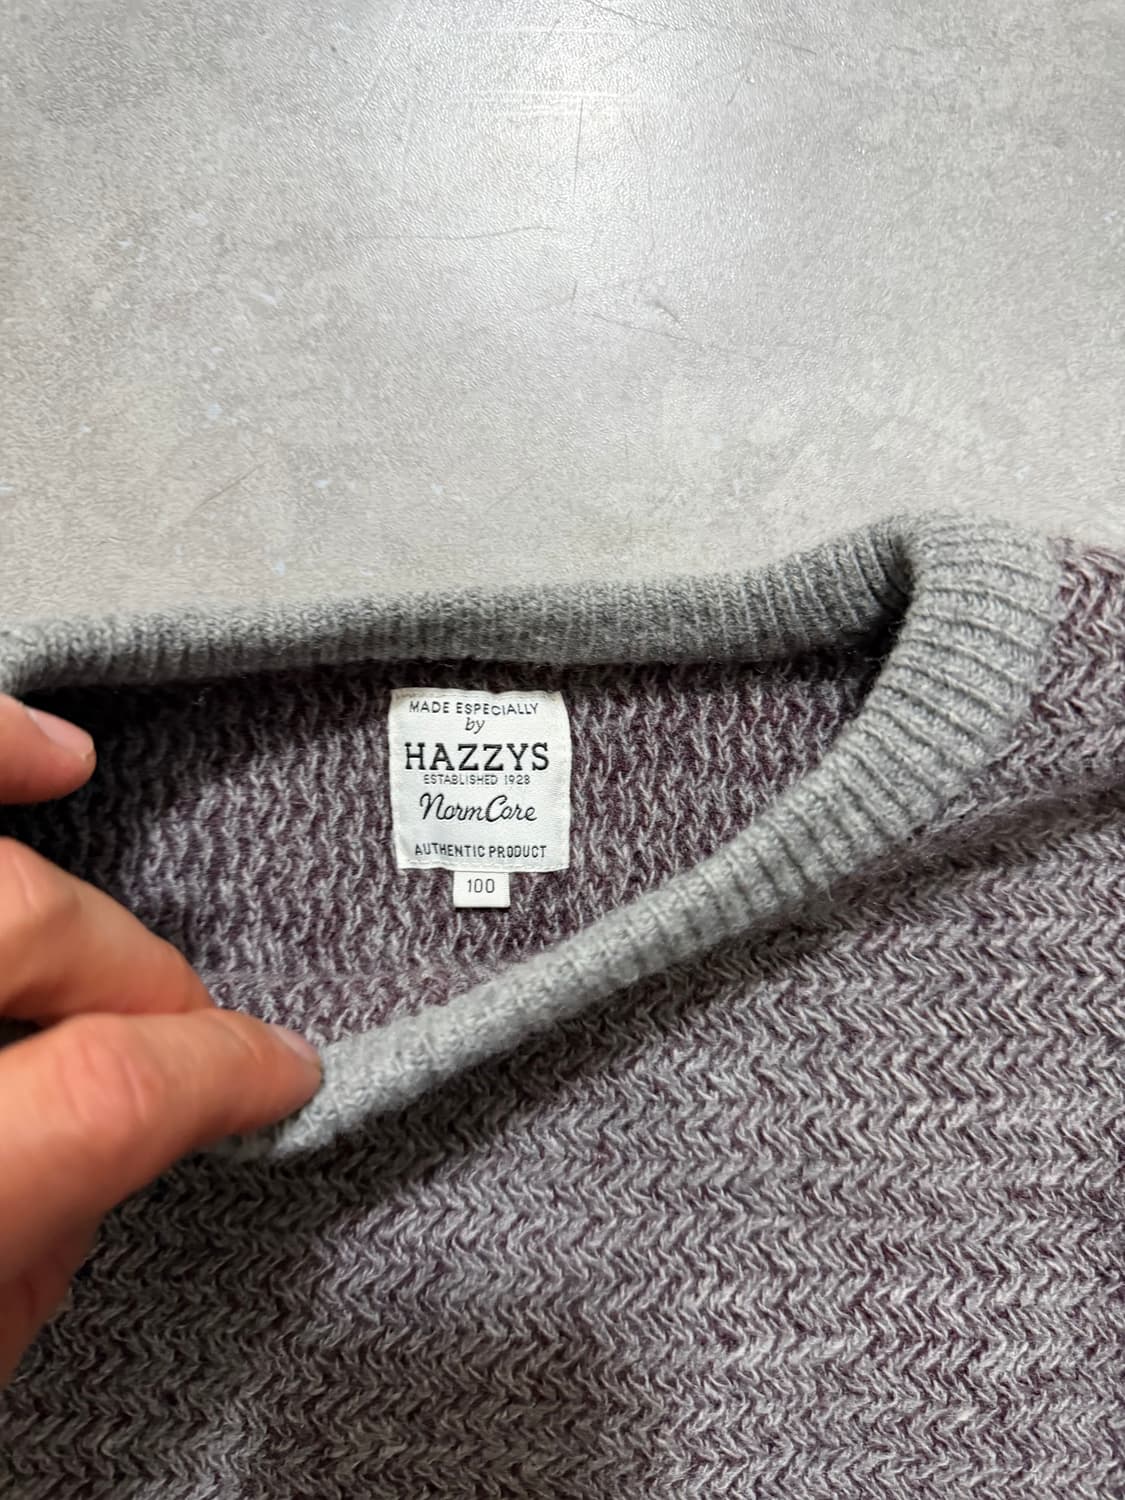 MADE ESPECIALLY
by
HAZZYS
ESTABLISHED 1928
NormCore
AUTHENTIC PRODUCT
100